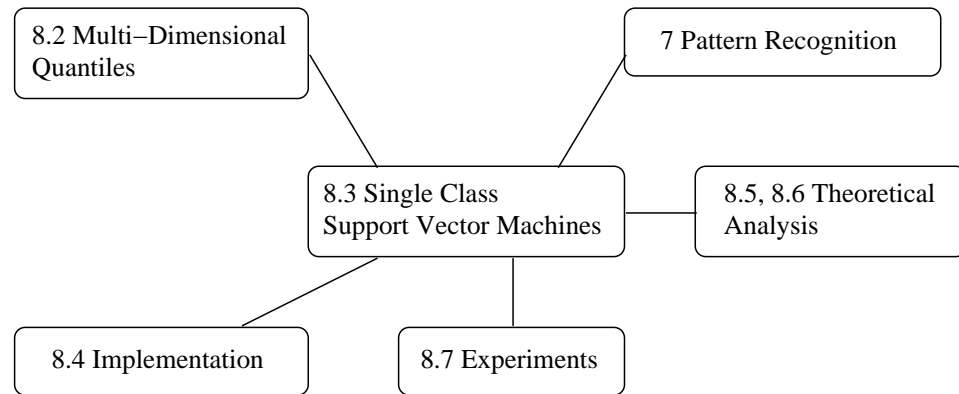 8.2 Multi−Dimensional
Quantiles
7 Pattern Recognition
8.3 Single Class
Support Vector Machines
8.5, 8.6 Theoretical
Analysis
8.4 Implementation
8.7 Experiments